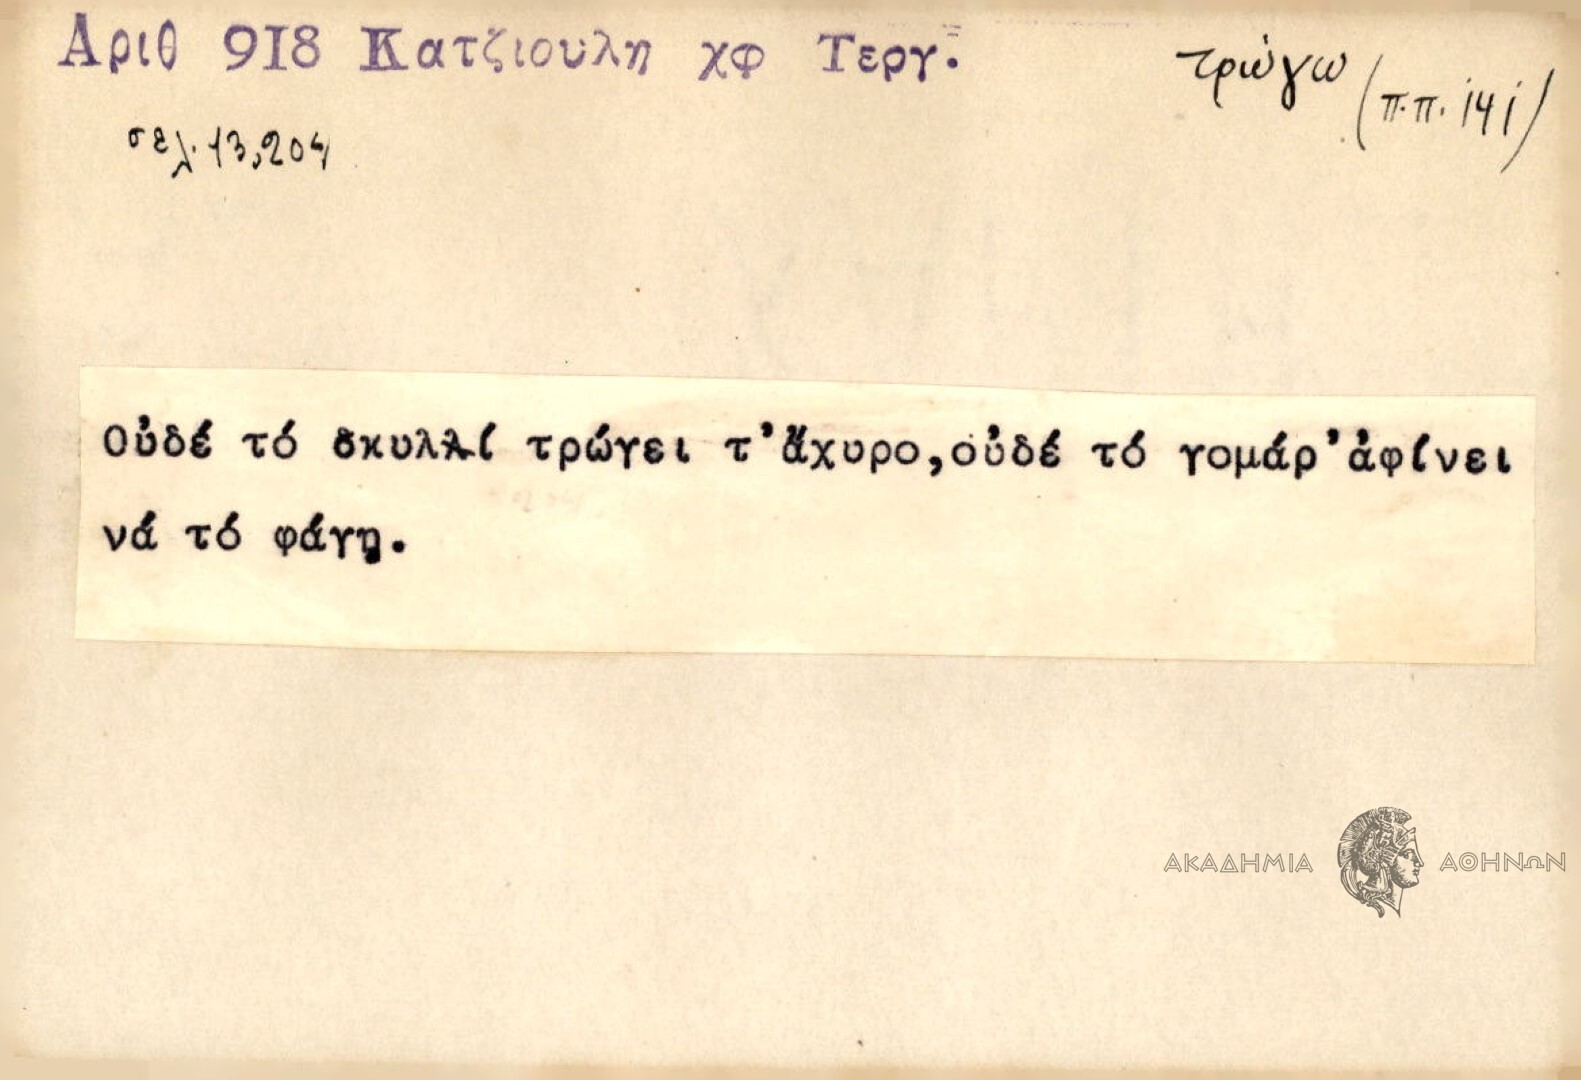 Αριθ 918 Κατζιουλη χφ Τεργ.
τρώγω (π.π. 141)
σελ. 13,204
Οὐδέ τό σκυλλί τρώγει τ' ἄχυρο, οὐδέ τό γομάρ' ἀφίνει
νά τό φάγῃ.
ΑΚΑΔΗΜΙΑ ΑΘΗΝΩΝ